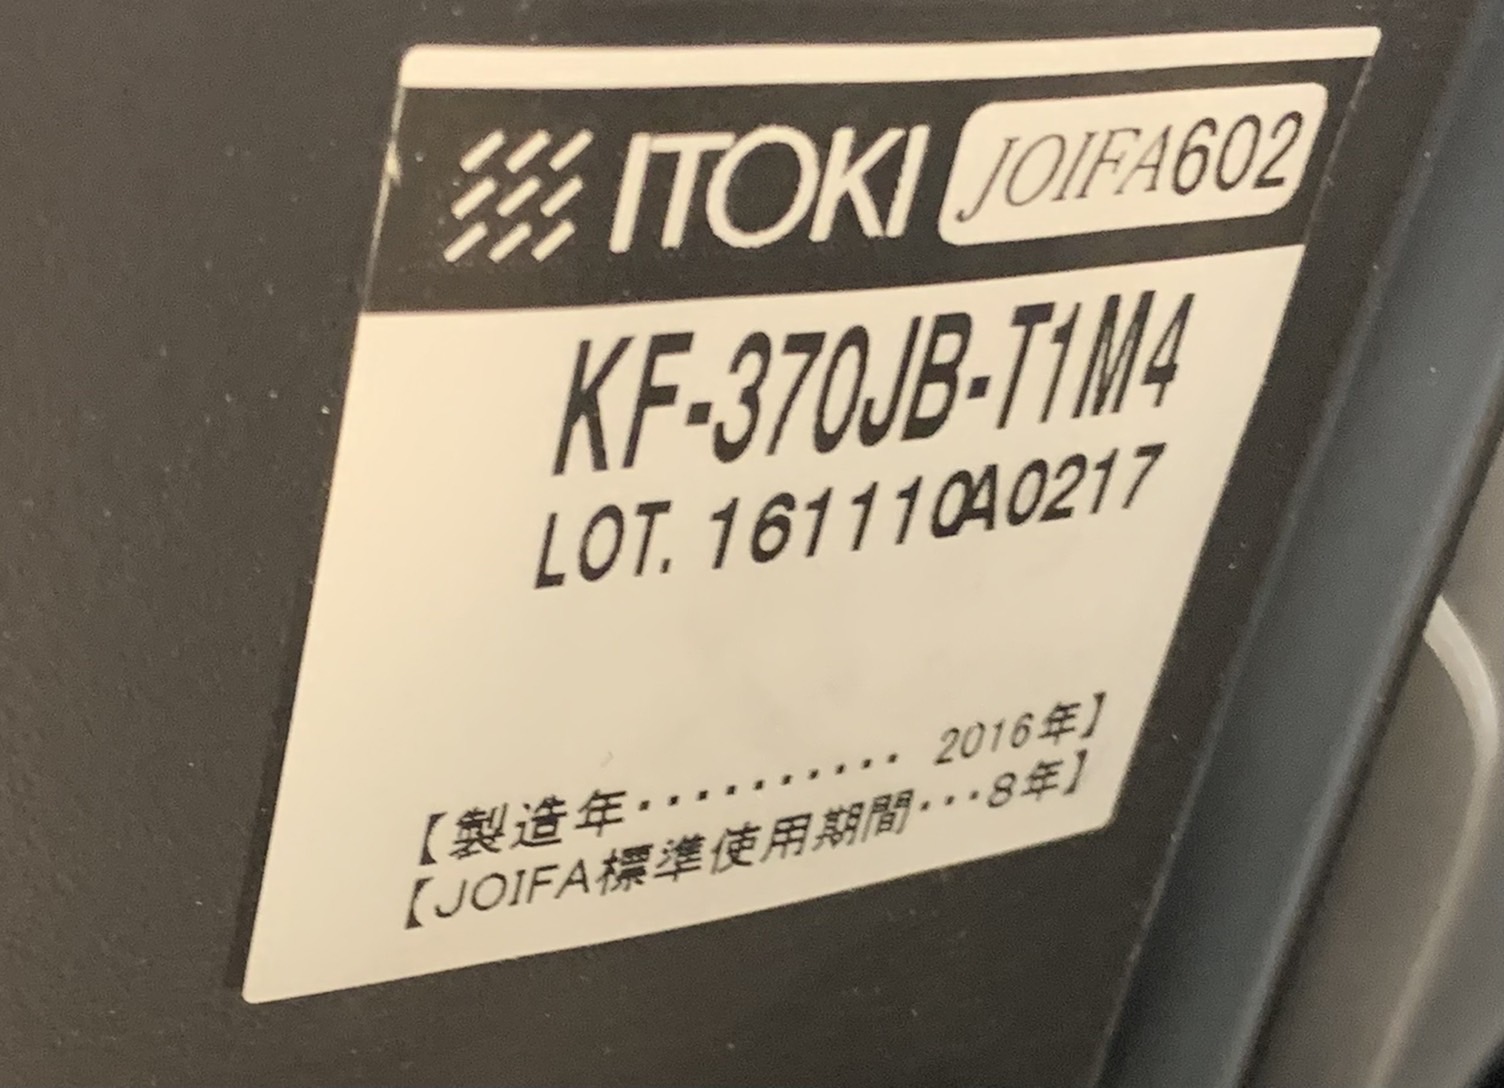 ITOKI JOIFA602
KF-370JB-T1M4
LOT. 161110A0217
【製造年・・・・・・・・・・ 2016年】
【JOIFA標準使用期間・・・8年】